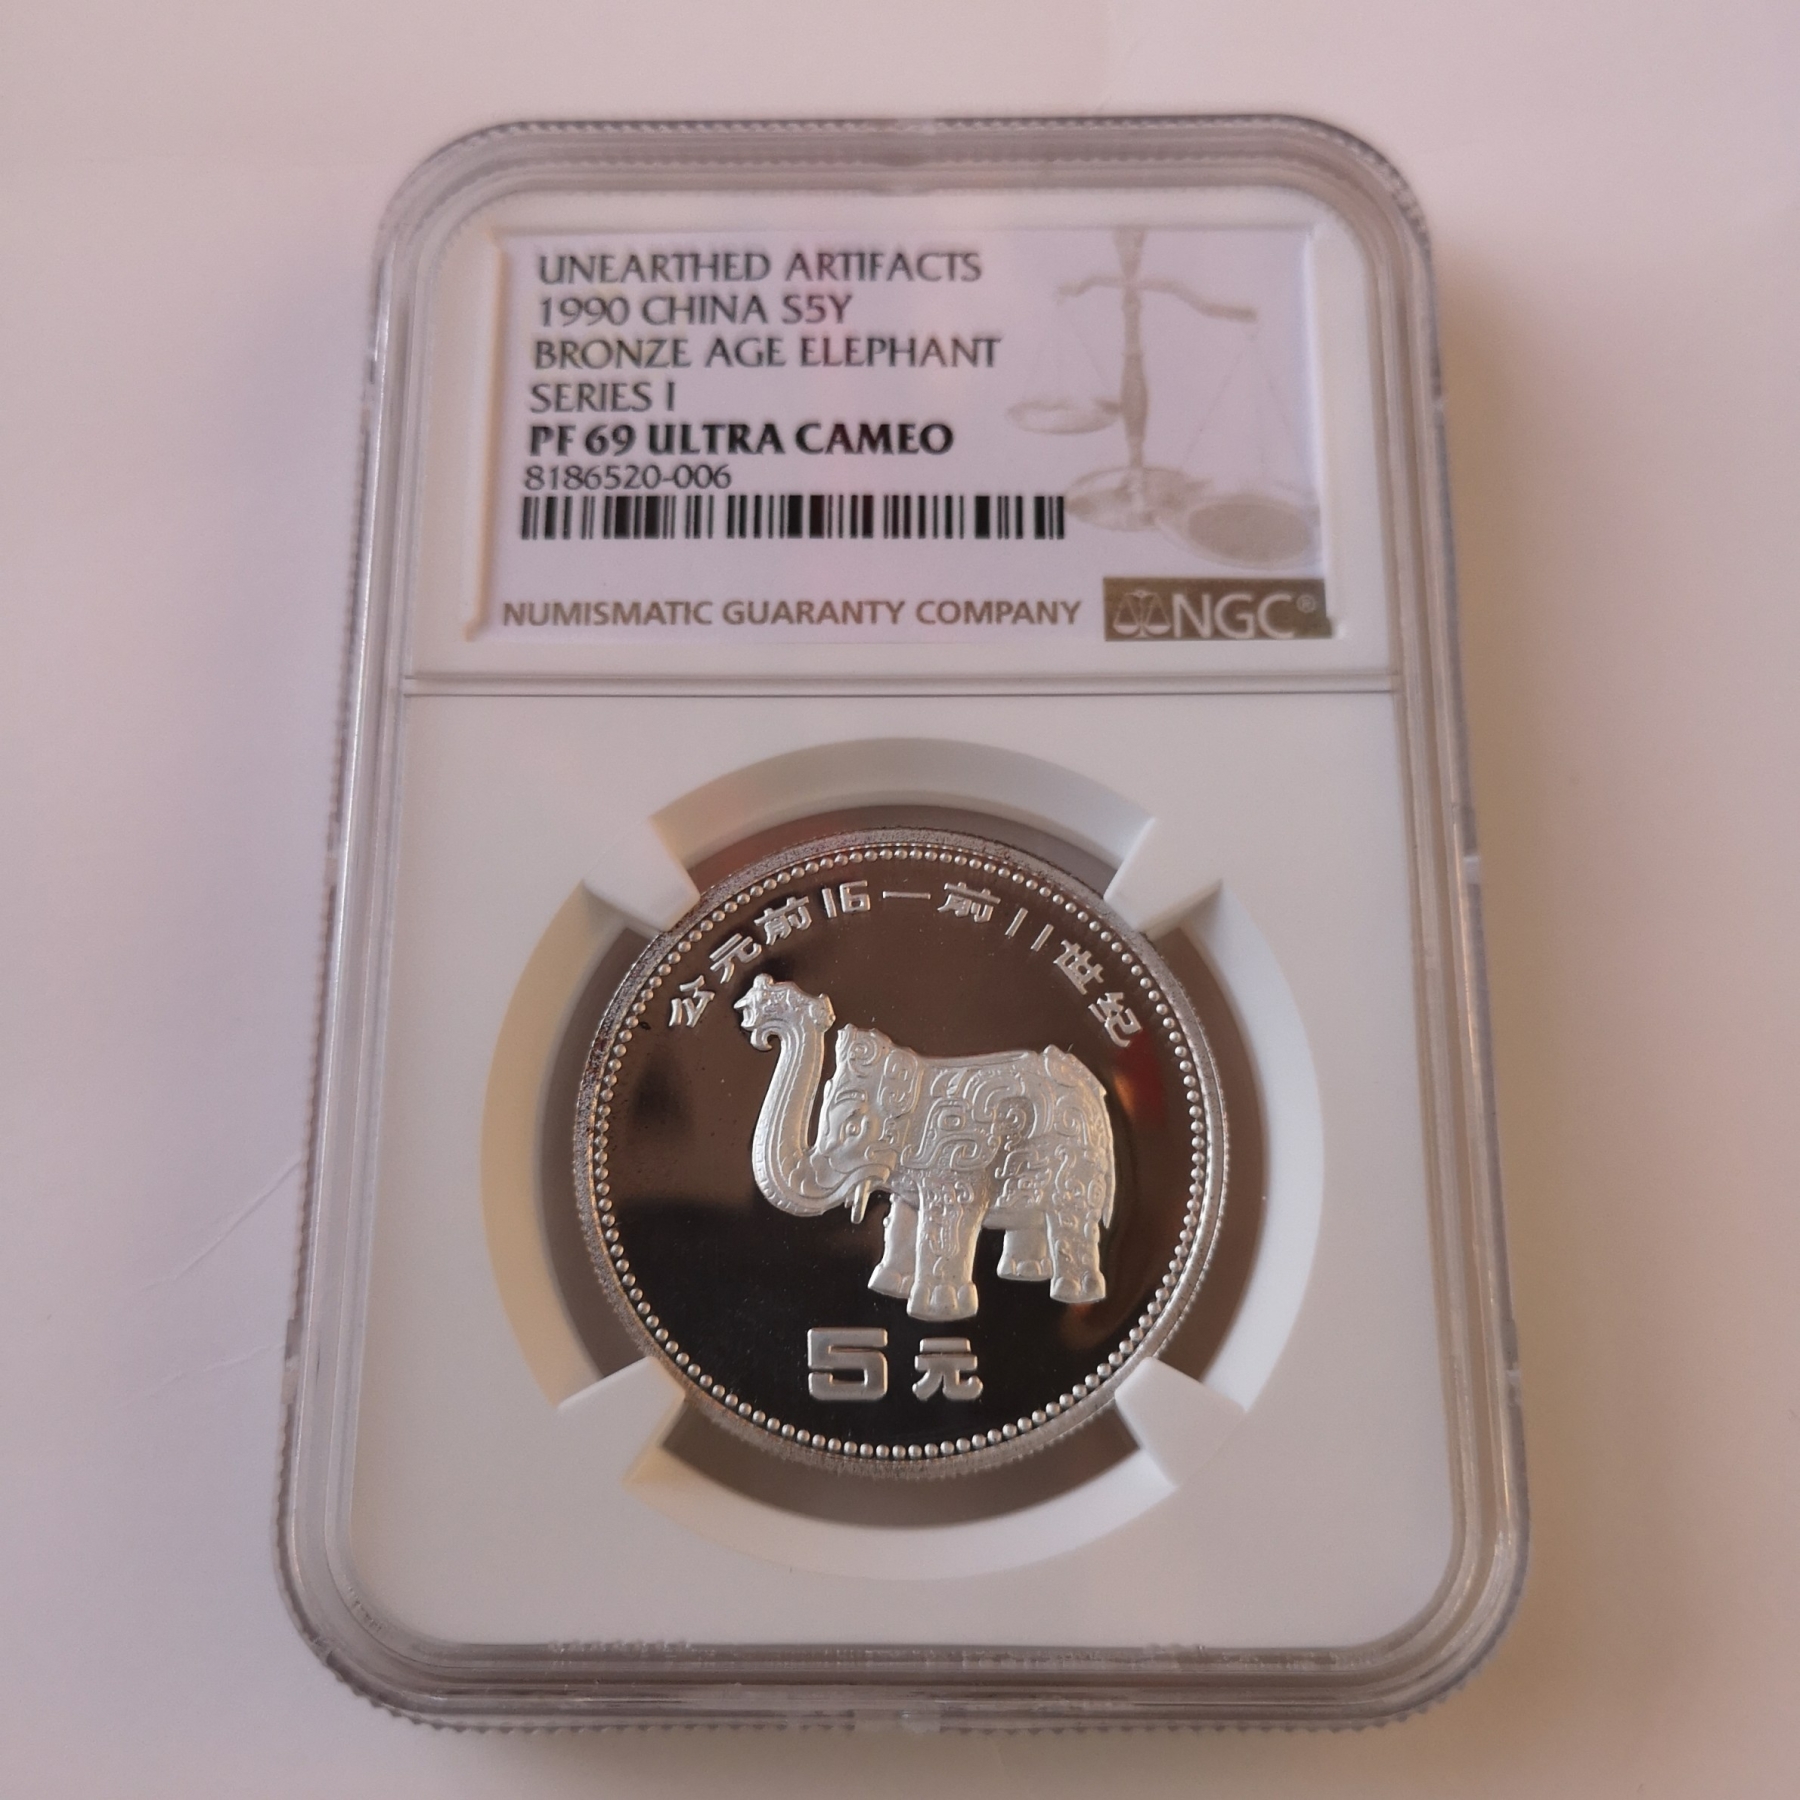 UNEARTHED ARTIFACTS
1990 CHINA S5Y
BRONZE AGE ELEPHANT
SERIES I
PF 69 ULTRA CAMEO
8186520-006
NUMISMATIC GUARANTY COMPANY
NGC®
公元前16一前11世纪
5元